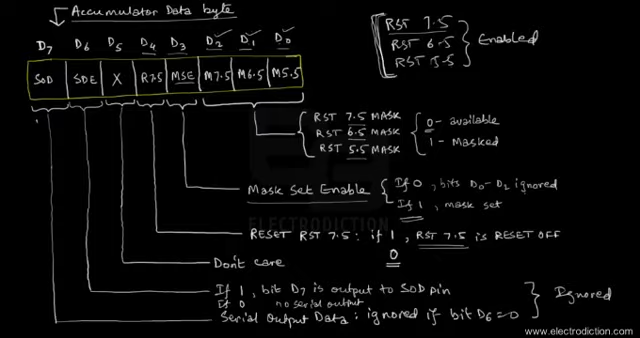 Accumulator Data byte
D7 D6 D5 D4 D3 D2 D1 D0
SOD SDE X R7.5 MSE M7.5 M6.5 M5.5
RST 7.5
RST 6.5
RST 5.5
Enabled
RST 7.5 MASK
RST 6.5 MASK
RST 5.5 MASK
0- available
1 - Masked
Mask Set Enable
If 0, bits D0-D2 ignored
If 1, mask set
ELECTRODICTION
RESET RST 7.5: if 1, RST 7.5 is RESET OFF
0
Don't care
If 1, bit D7 is output to SOD pin
If 0 no serial output
Serial Output Data: ignored if bit D6=0
Ignored
www.electrodiction.com